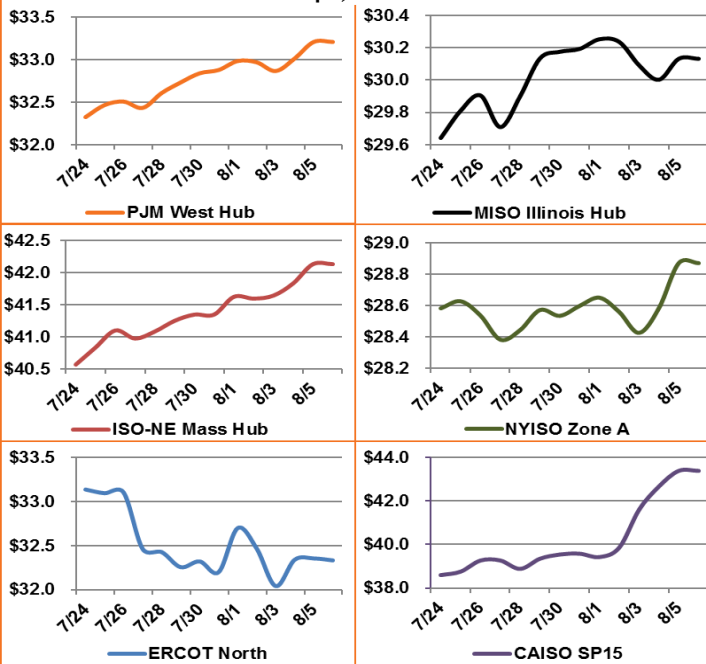 $33.5
$33.0
$32.5
$32.0
7/24 7/26 7/28 7/30 8/1 8/3 8/5
PJM West Hub
$30.4
$30.2
$30.0
$29.8
$29.6
7/24 7/26 7/28 7/30 8/1 8/3 8/5
MISO Illinois Hub
$42.5
$42.0
$41.5
$41.0
$40.5
7/24 7/26 7/28 7/30 8/1 8/3 8/5
ISO-NE Mass Hub
$29.0
$28.8
$28.6
$28.4
$28.2
7/24 7/26 7/28 7/30 8/1 8/3 8/5
NYISO Zone A
$33.5
$33.0
$32.5
$32.0
7/24 7/26 7/28 7/30 8/1 8/3 8/5
ERCOT North
$44.0
$42.0
$40.0
$38.0
7/24 7/26 7/28 7/30 8/1 8/3 8/5
CAISO SP15